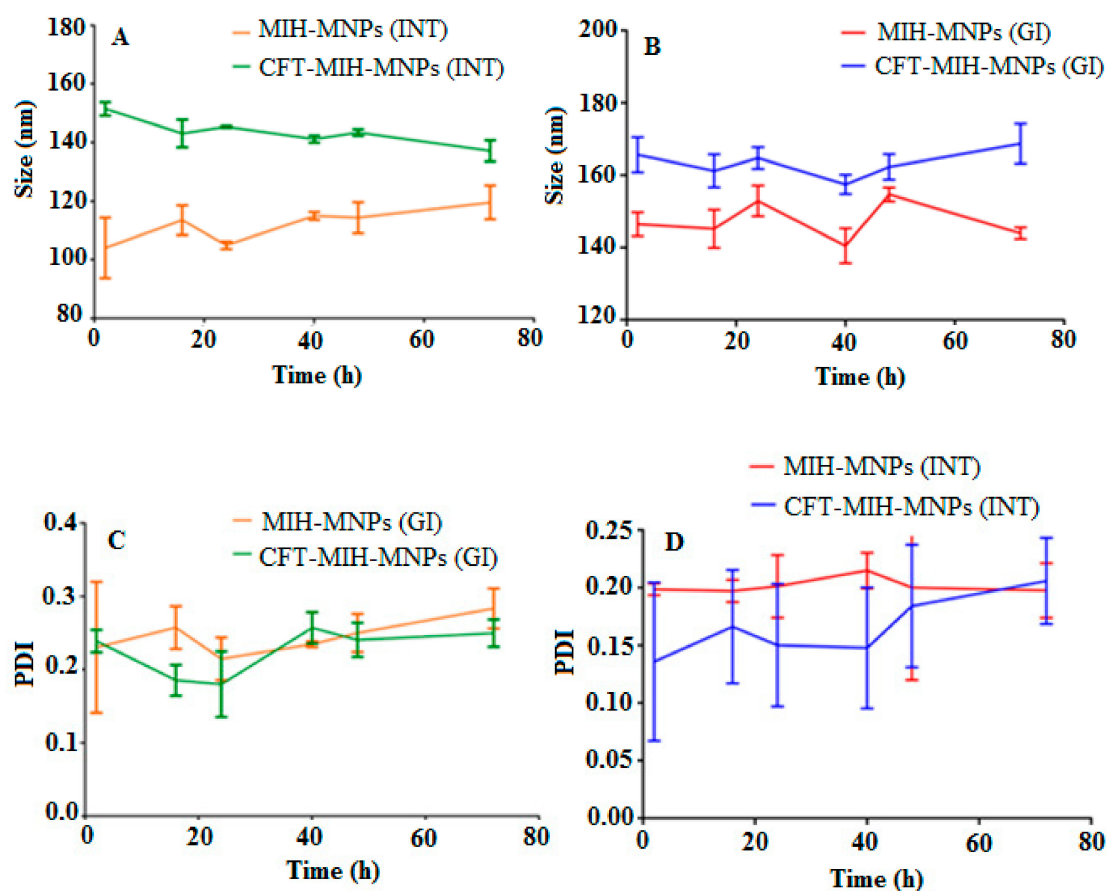 A
MIH-MNPs (INT)
CFT-MIH-MNPs (INT)
Size (nm)
180
160
140
120
100
80
0 20 40 60 80
Time (h)
B
MIH-MNPs (GI)
CFT-MIH-MNPs (GI)
Size (nm)
200
180
160
140
120
0 20 40 60 80
Time (h)
C
MIH-MNPs (GI)
CFT-MIH-MNPs (GI)
PDI
0.4
0.3
0.2
0.1
0.0
0 20 40 60 80
Time (h)
MIH-MNPs (INT)
CFT-MIH-MNPs (INT)
D
PDI
0.25
0.20
0.15
0.10
0.05
0.00
0 20 40 60 80
Time (h)